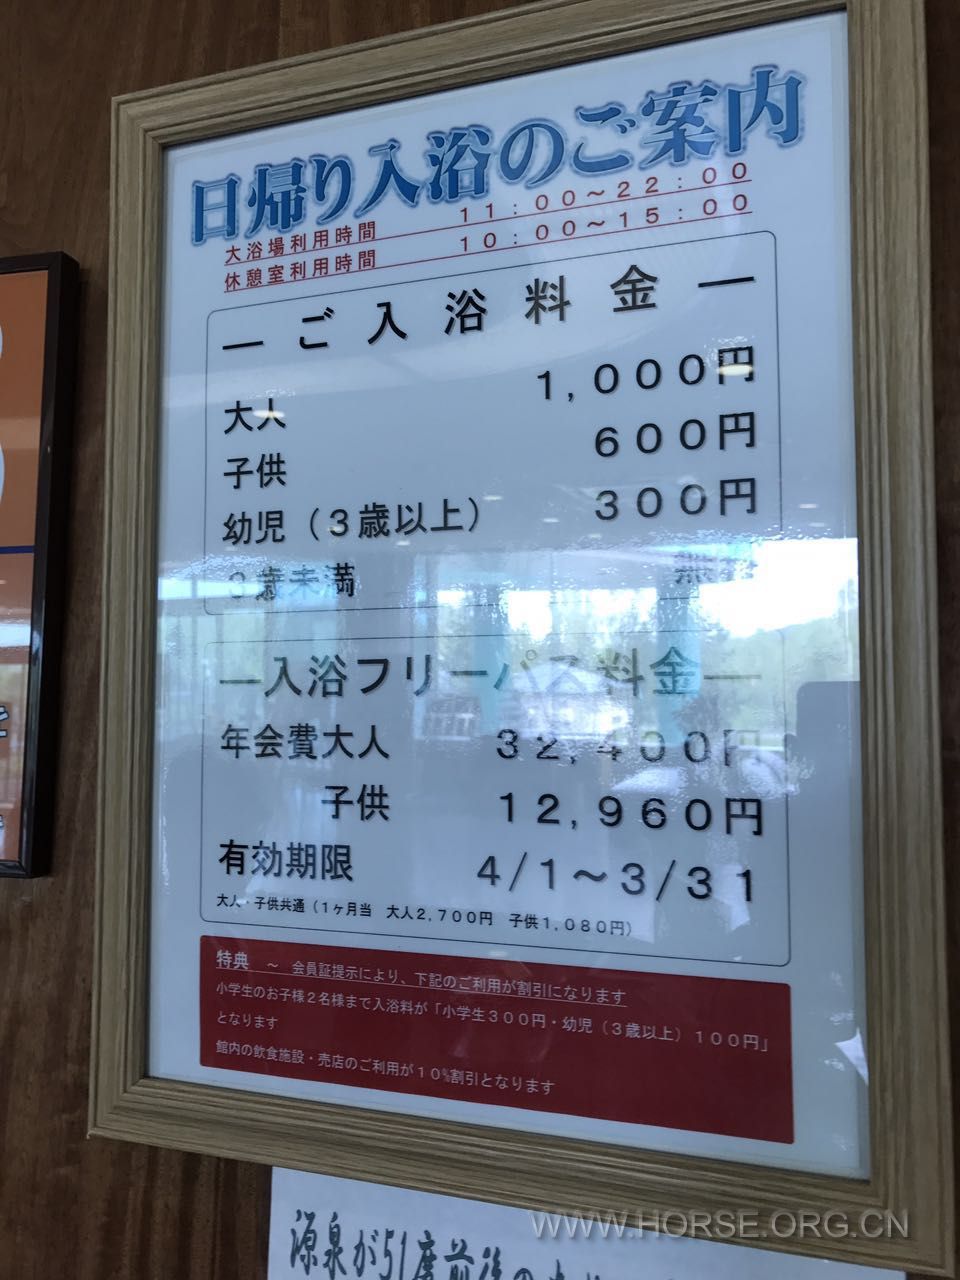 日帰り入浴のご案内
大浴場利用時間　11:00～22:00
休憩室利用時間　10:00～15:00
―ご入浴料金―
大人　1,000円
子供　600円
幼児（3歳以上）　300円
3歳未満
―入浴フリーパス料金―
年会費大人　32,400円
子供　12,960円
有効期限　4/1～3/31
大人・子供共通（1ヶ月当　大人2,700円　子供1,080円）
特典　～　会員証提示により、下記のご利用が割引になります
小学生のお子様2名様まで入浴料が「小学生300円・幼児（3歳以上）100円」
となります
館内の飲食施設・売店のご利用が10%割引となります
源泉が51度前後の
WWW.HORSE.ORG.CN